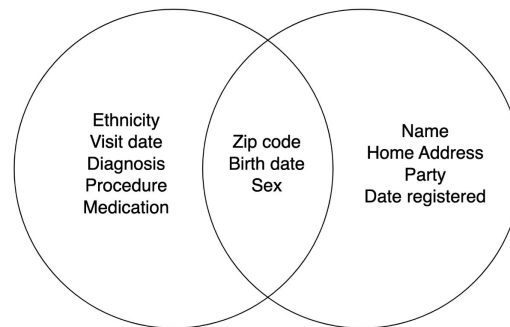 Ethnicity
Visit date
Diagnosis
Procedure
Medication
Zip code
Birth date
Sex
Name
Home Address
Party
Date registered